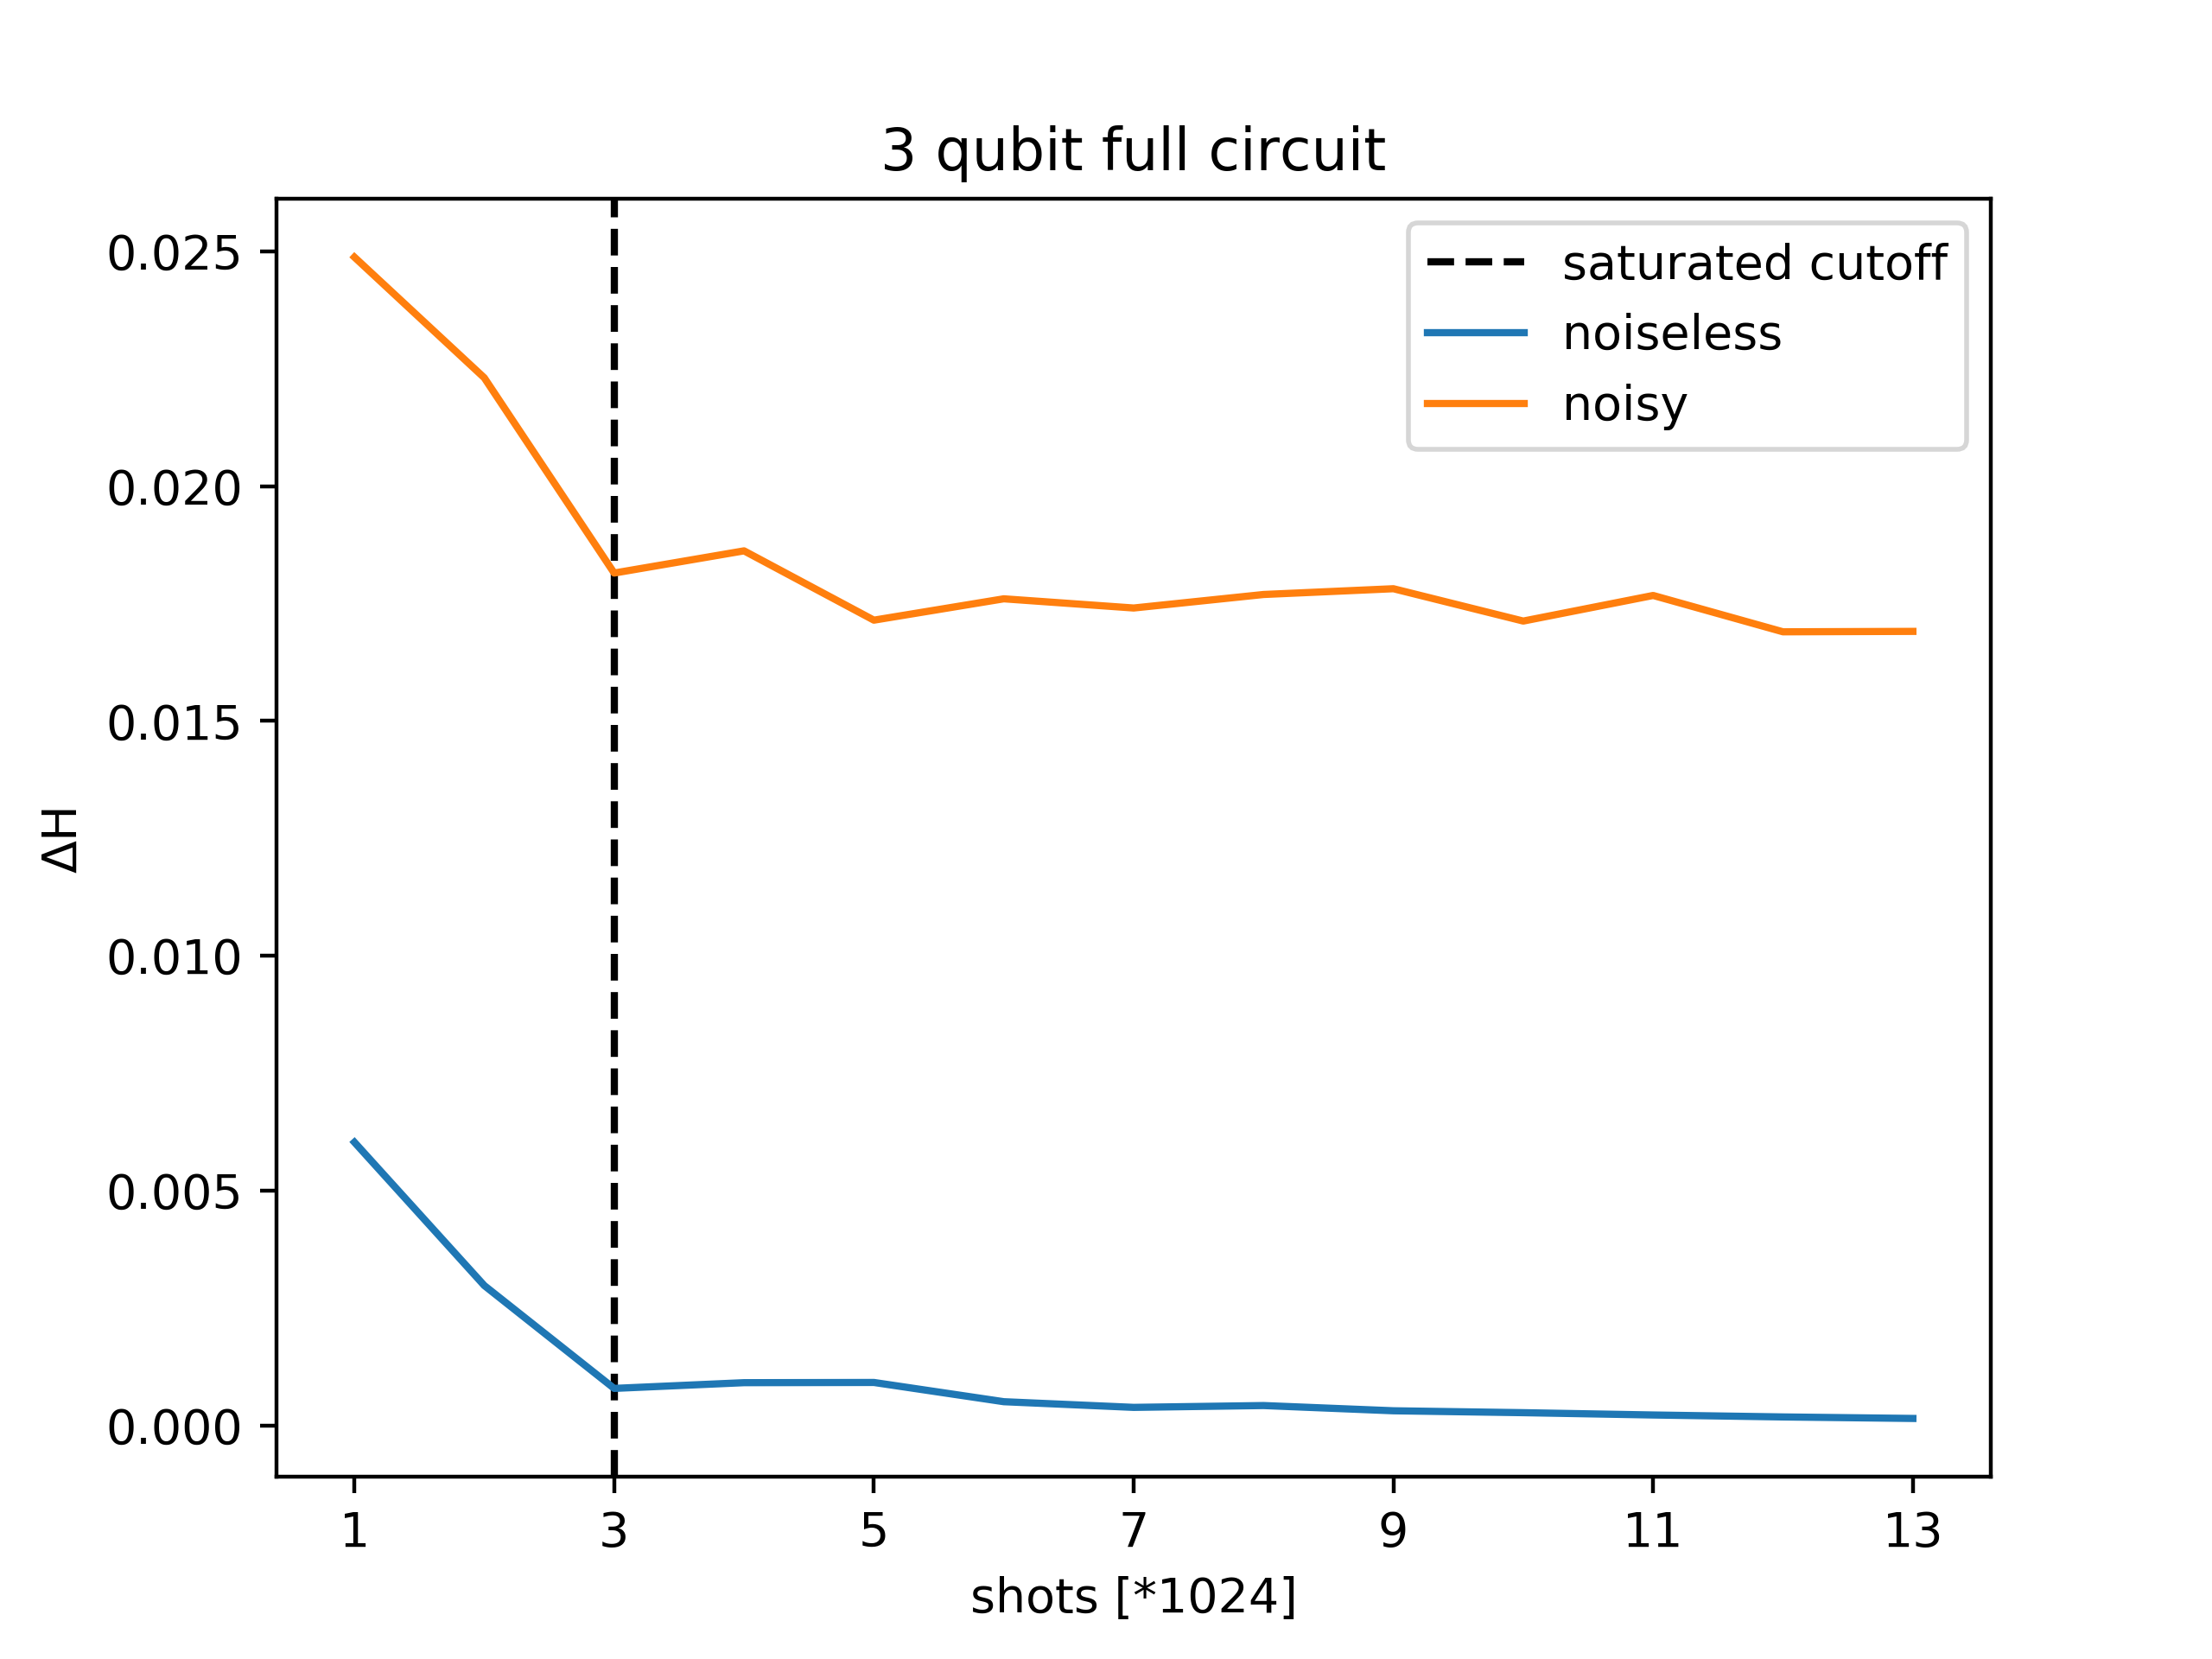 3 qubit full circuit
saturated cutoff
noiseless
noisy
0.025
0.020
0.015
0.010
0.005
0.000
ΔH
1 3 5 7 9 11 13
shots [*1024]